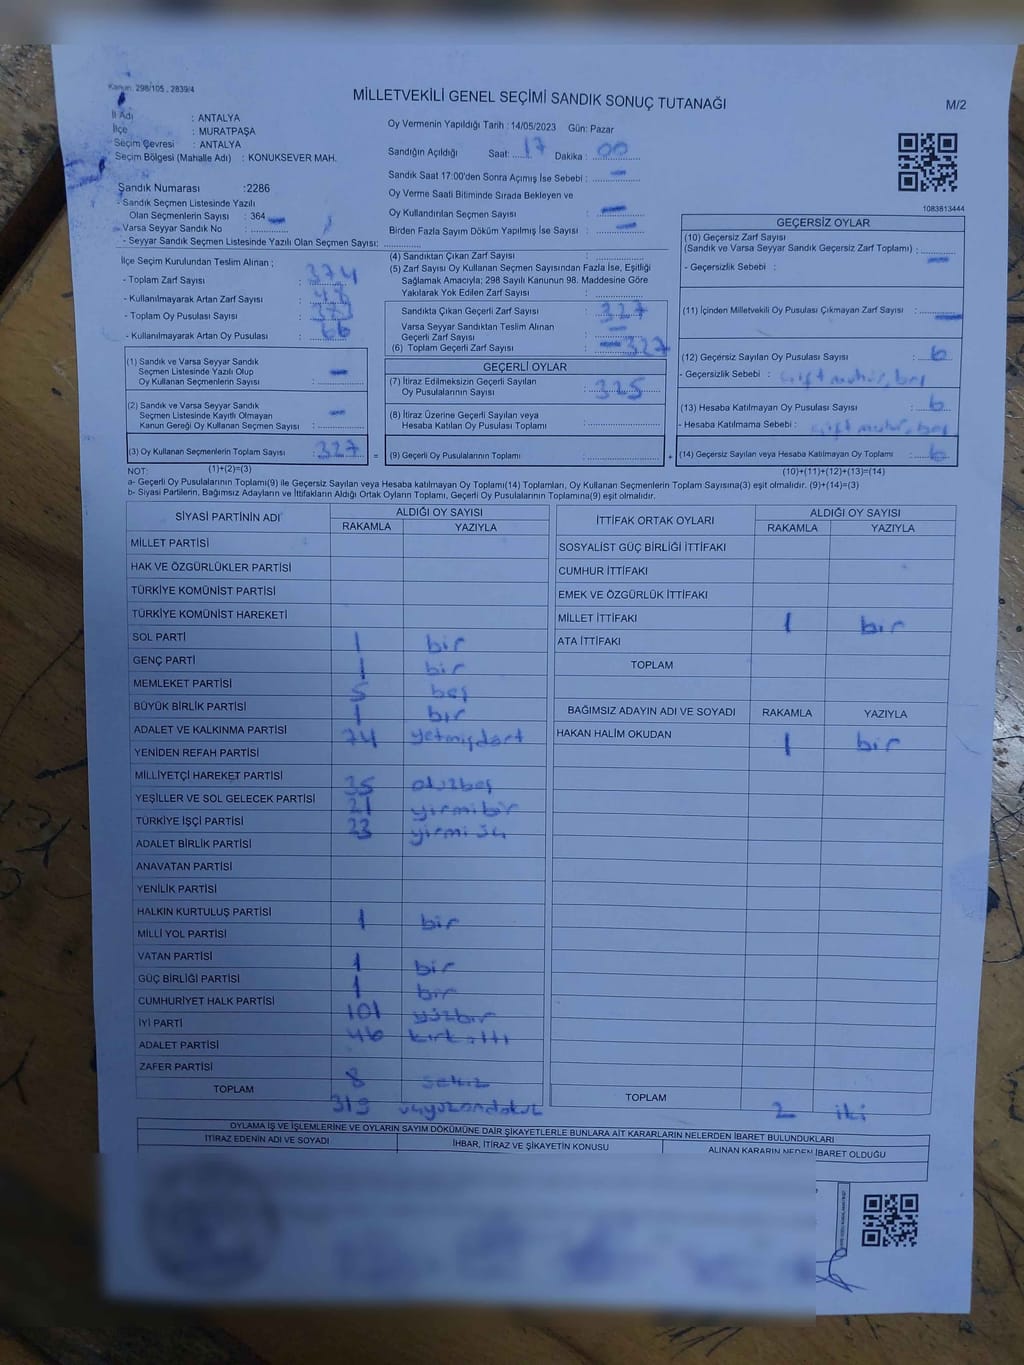 Kanun: 298/105, 2839/4
MİLLETVEKİLİ GENEL SEÇİMİ SANDIK SONUÇ TUTANAĞI
M/2
İl Adı : ANTALYA
İlçe : MURATPAŞA
Seçim Çevresi : ANTALYA
Seçim Bölgesi (Mahalle Adı) : KONUKSEVER MAH.
Sandık Numarası :2286
- Sandık Seçmen Listesinde Yazılı
Olan Seçmenlerin Sayısı : 364
- Varsa Seyyar Sandık No :
- Seyyar Sandık Seçmen Listesinde Yazılı Olan Seçmen Sayısı:
Oy Vermenin Yapıldığı Tarih : 14/05/2023 Gün: Pazar
Sandığın Açıldığı Saat: 17 Dakika : 00
Sandık Saat 17:00'den Sonra Açımış İse Sebebi : -
Oy Verme Saati Bitiminde Sırada Bekleyen ve
Oy Kullandırılan Seçmen Sayısı : -
Birden Fazla Sayım Döküm Yapılmış İse Sayısı : -
1083813444
İlçe Seçim Kurulundan Teslim Alınan ;
- Toplam Zarf Sayısı : 374
- Kullanılmayarak Artan Zarf Sayısı :
- Toplam Oy Pusulası Sayısı :
- Kullanılmayarak Artan Oy Pusulası : 66
(4) Sandıktan Çıkan Zarf Sayısı :
(5) Zarf Sayısı Oy Kullanan Seçmen Sayısından Fazla İse, Eşitliği
Sağlamak Amacıyla; 298 Sayılı Kanunun 98. Maddesine Göre
Yakılarak Yok Edilen Zarf Sayısı :
Sandıkta Çıkan Geçerli Zarf Sayısı : 327
Varsa Seyyar Sandıktan Teslim Alınan
Geçerli Zarf Sayısı : -
(6) Toplam Geçerli Zarf Sayısı : 327
GEÇERSİZ OYLAR
(10) Geçersiz Zarf Sayısı
(Sandık ve Varsa Seyyar Sandık Geçersiz Zarf Toplamı) : -
- Geçersizlik Sebebi :
(11) İçinden Milletvekili Oy Pusulası Çıkmayan Zarf Sayısı : -
(12) Geçersiz Sayılan Oy Pusulası Sayısı : 6
- Geçersizlik Sebebi : çift mühür, boş
(13) Hesaba Katılmayan Oy Pusulası Sayısı : 6
- Hesaba Katılmama Sebebi : çift mühür, boş
(14) Geçersiz Sayılan veya Hesaba Katılmayan Oy Toplamı : 6
(1) Sandık ve Varsa Seyyar Sandık
Seçmen Listesinde Yazılı Olup
Oy Kullanan Seçmenlerin Sayısı : -
(2) Sandık ve Varsa Seyyar Sandık
Seçmen Listesinde Kayıtlı Olmayan
Kanun Gereği Oy Kullanan Seçmen Sayısı : -
(3) Oy Kullanan Seçmenlerin Toplam Sayısı : 327
GEÇERLİ OYLAR
(7) İtiraz Edilmeksizin Geçerli Sayılan
Oy Pusulalarının Sayısı : 325
(8) İtiraz Üzerine Geçerli Sayılan veya
Hesaba Katılan Oy Pusulası Toplamı :
= (9) Geçerli Oy Pusulalarının Toplamı : +
NOT: (1)+(2)=(3) (10)+(11)+(12)+(13)=(14)
a- Geçerli Oy Pusulalarının Toplamı(9) ile Geçersiz Sayılan veya Hesaba katılmayan Oy Toplamı(14) Toplamları, Oy Kullanan Seçmenlerin Toplam Sayısına(3) eşit olmalıdır. (9)+(14)=(3)
b- Siyasi Partilerin, Bağımsız Adayların ve İttifakların Aldığı Ortak Oyların Toplamı, Geçerli Oy Pusulalarının Toplamına(9) eşit olmalıdır.
SİYASİ PARTİNİN ADI ALDIĞI OY SAYISI
RAKAMLA YAZIYLA
MİLLET PARTİSİ
HAK VE ÖZGÜRLÜKLER PARTİSİ
TÜRKİYE KOMÜNİST PARTİSİ
TÜRKİYE KOMÜNİST HAREKETİ
SOL PARTİ 1 bir
GENÇ PARTİ 1 bir
MEMLEKET PARTİSİ 5 beş
BÜYÜK BİRLİK PARTİSİ 1 bir
ADALET VE KALKINMA PARTİSİ 74 yetmişdört
YENİDEN REFAH PARTİSİ
MİLLİYETÇİ HAREKET PARTİSİ 35 otuzbeş
YEŞİLLER VE SOL GELECEK PARTİSİ 21 yirmibir
TÜRKİYE İŞÇİ PARTİSİ 23 yirmi üç
ADALET BİRLİK PARTİSİ
ANAVATAN PARTİSİ
YENİLİK PARTİSİ
HALKIN KURTULUŞ PARTİSİ 1 bir
MİLLİ YOL PARTİSİ
VATAN PARTİSİ 1 bir
GÜÇ BİRLİĞİ PARTİSİ 1 bir
CUMHURİYET HALK PARTİSİ 101 yüzbir
İYİ PARTİ 46 kırkaltı
ADALET PARTİSİ
ZAFER PARTİSİ 8 sekiz
TOPLAM 319 üçyüzondokuz
İTTİFAK ORTAK OYLARI ALDIĞI OY SAYISI
RAKAMLA YAZIYLA
SOSYALİST GÜÇ BİRLİĞİ İTTİFAKI
CUMHUR İTTİFAKI
EMEK VE ÖZGÜRLÜK İTTİFAKI
MİLLET İTTİFAKI 1 bir
ATA İTTİFAKI
TOPLAM
BAĞIMSIZ ADAYIN ADI VE SOYADI RAKAMLA YAZIYLA
HAKAN HALİM OKUDAN 1 bir
TOPLAM 2 iki
OYLAMA İŞ VE İŞLEMLERİNE VE OYLARIN SAYIM DÖKÜMÜNE DAİR ŞİKAYETLERLE BUNLARA AİT KARARLARIN NELERDEN İBARET BULUNDUKLARI
İTİRAZ EDENİN ADI VE SOYADI İHBAR, İTİRAZ VE ŞİKAYETİN KONUSU ALINAN KARARIN NEDEN İBARET OLDUĞU